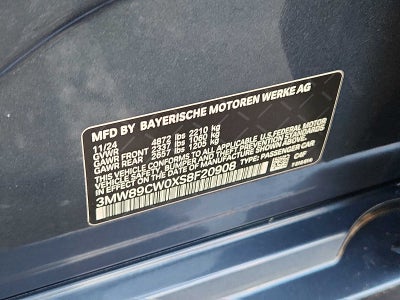 MFD BY BAYERISCHE MOTOREN WERKE AG
11/24
GVWR 4872 lbs 2210 kg
GAWR FRONT 2337 lbs 1060 kg
GAWR REAR 2657 lbs 1205 kg
THIS VEHICLE CONFORMS TO ALL APPLICABLE U.S. FEDERAL MOTOR
VEHICLE SAFETY, BUMPER, AND THEFT PREVENTION STANDARDS
IN EFFECT ON THE DATE OF MANUFACTURE SHOWN ABOVE.
3MW89CW0XS8F20908 TYPE: PASSENGER CAR